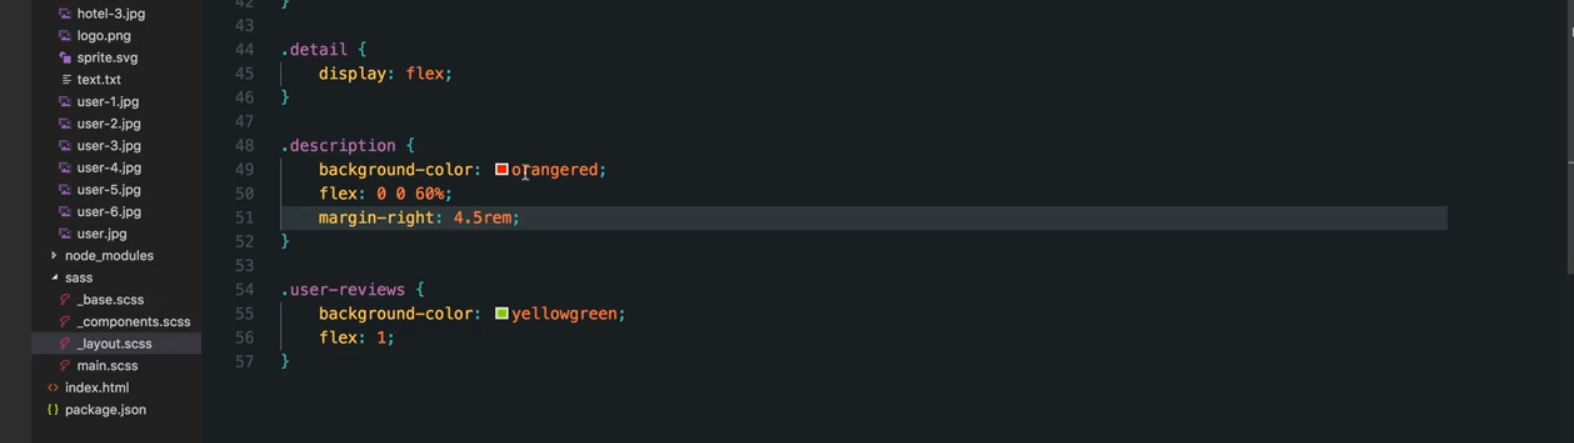 hotel-3.jpg
logo.png
sprite.svg
text.txt
user-1.jpg
user-2.jpg
user-3.jpg
user-4.jpg
user-5.jpg
user-6.jpg
user.jpg
node_modules
sass
_base.scss
_components.scss
_layout.scss
main.scss
index.html
{} package.json
42 }
43
44 .detail {
45 display: flex;
46 }
47
48 .description {
49 background-color: orangered;
50 flex: 0 0 60%;
51 margin-right: 4.5rem;
52 }
53
54 .user-reviews {
55 background-color: yellowgreen;
56 flex: 1;
57 }